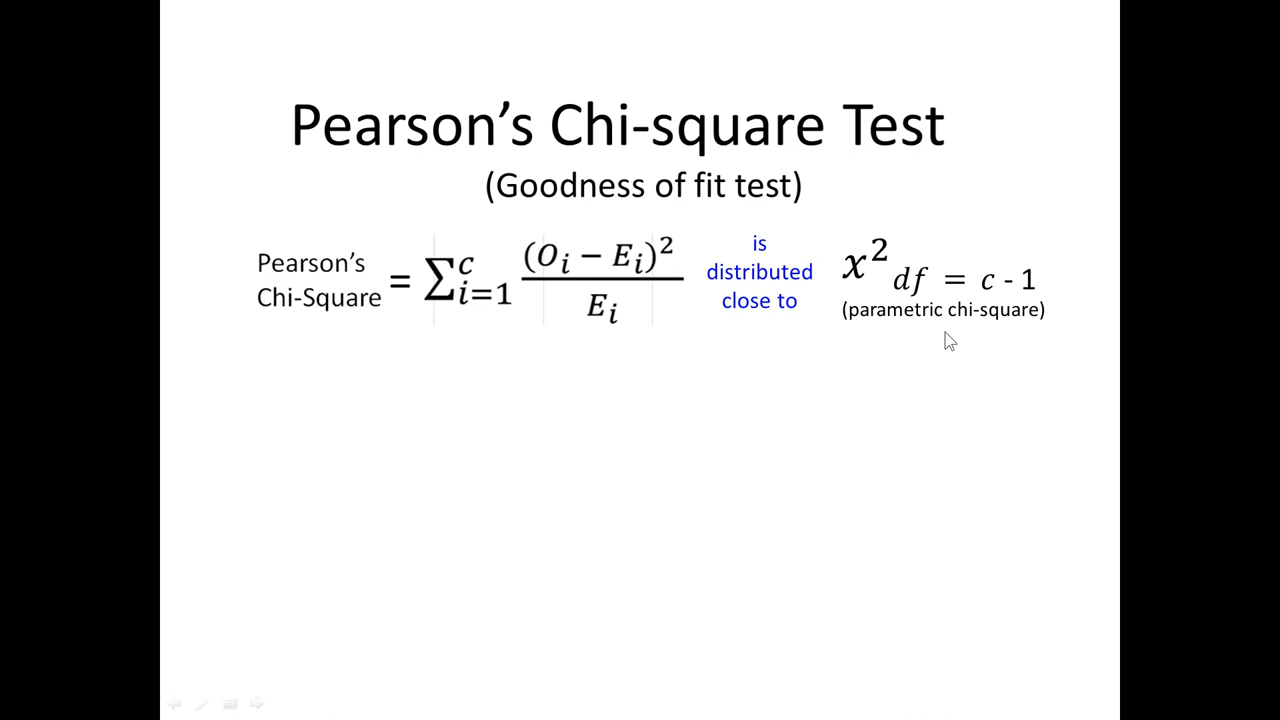 Pearson's Chi-square Test
(Goodness of fit test)
Pearson's
Chi-Square = ∑ᶜᵢ₌₁ (Oᵢ − Eᵢ)² / Eᵢ
is
distributed
close to
x² df = c - 1
(parametric chi-square)